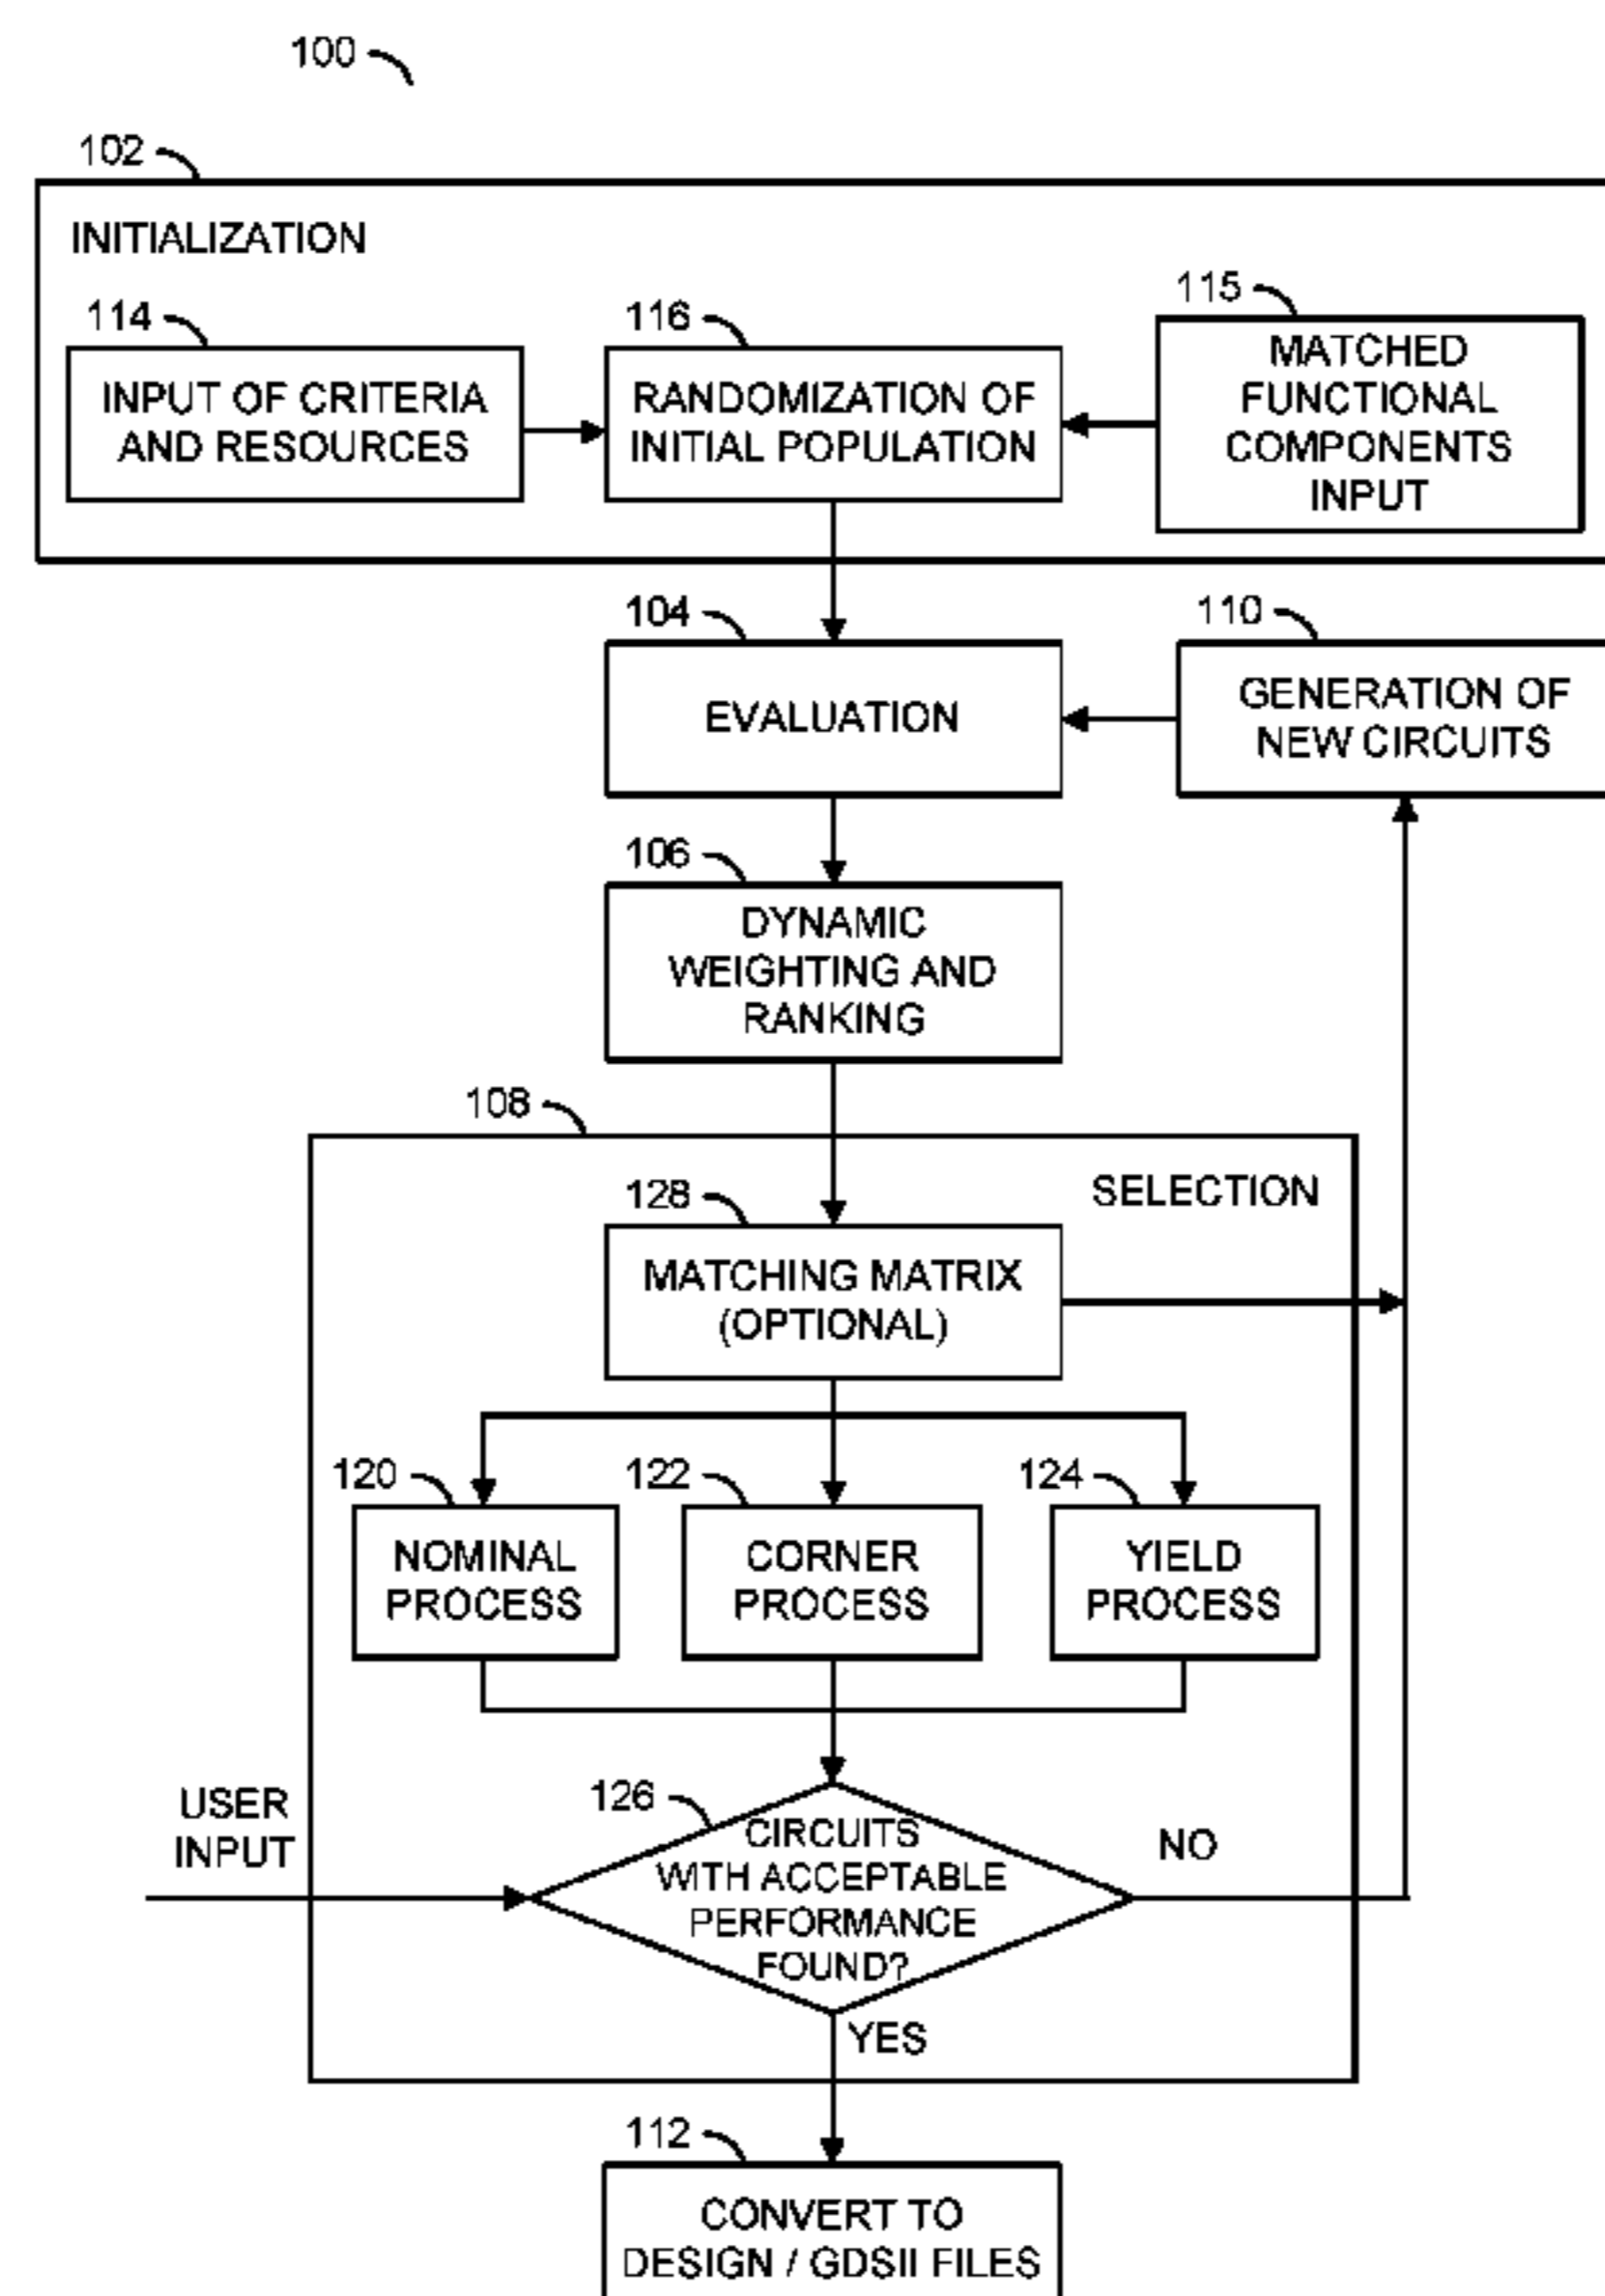 100
102
INITIALIZATION
114
INPUT OF CRITERIA
AND RESOURCES
116
RANDOMIZATION OF
INITIAL POPULATION
115
MATCHED
FUNCTIONAL
COMPONENTS
INPUT
104
EVALUATION
110
GENERATION OF
NEW CIRCUITS
106
DYNAMIC
WEIGHTING AND
RANKING
108
SELECTION
128
MATCHING MATRIX
(OPTIONAL)
120
NOMINAL
PROCESS
122
CORNER
PROCESS
124
YIELD
PROCESS
USER
INPUT
126
CIRCUITS
WITH ACCEPTABLE
PERFORMANCE
FOUND?
NO
YES
112
CONVERT TO
DESIGN / GDSII FILES